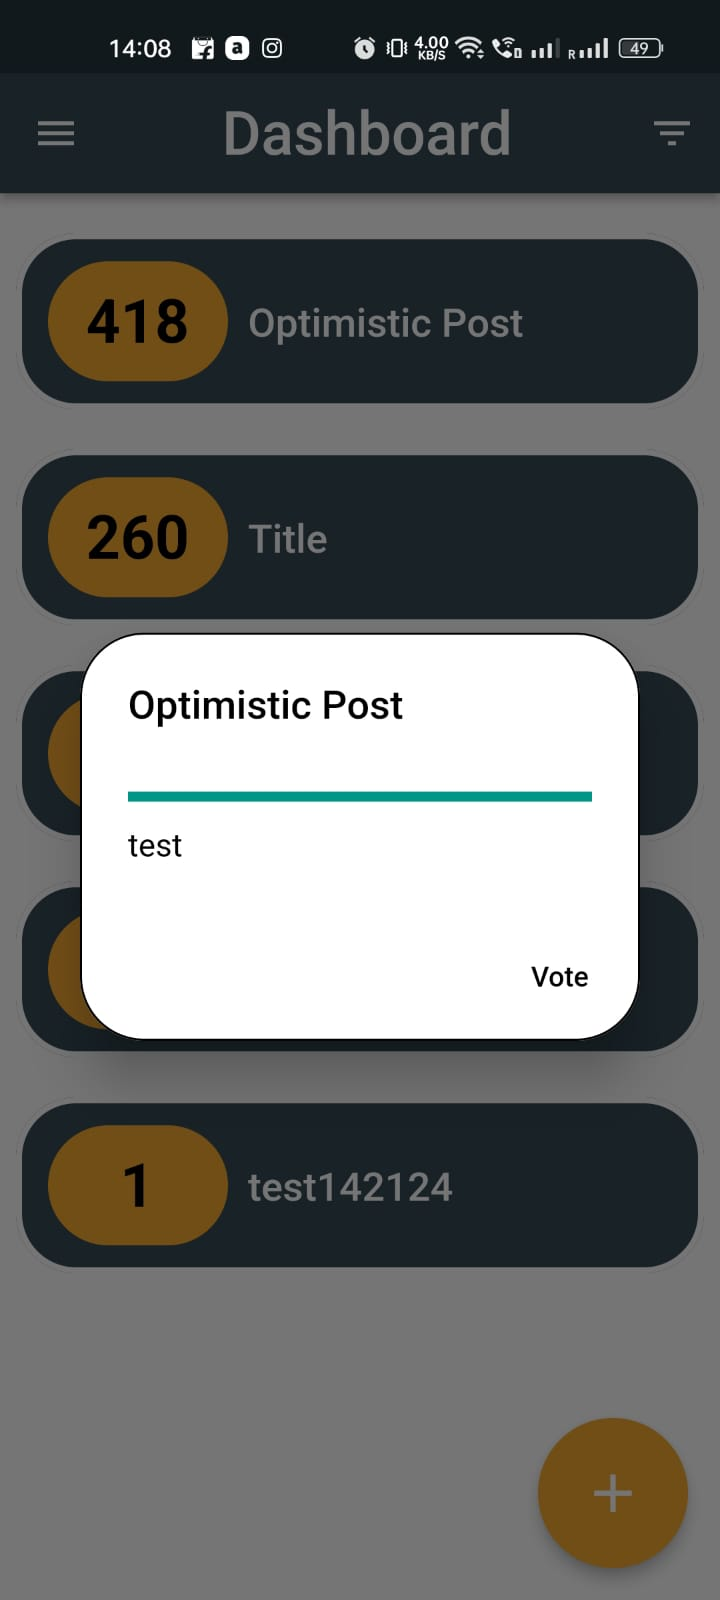 14:08 a 4.00 KB/S R 49
Dashboard
418 Optimistic Post
260 Title
Optimistic Post
test
Vote
1 test142124
+